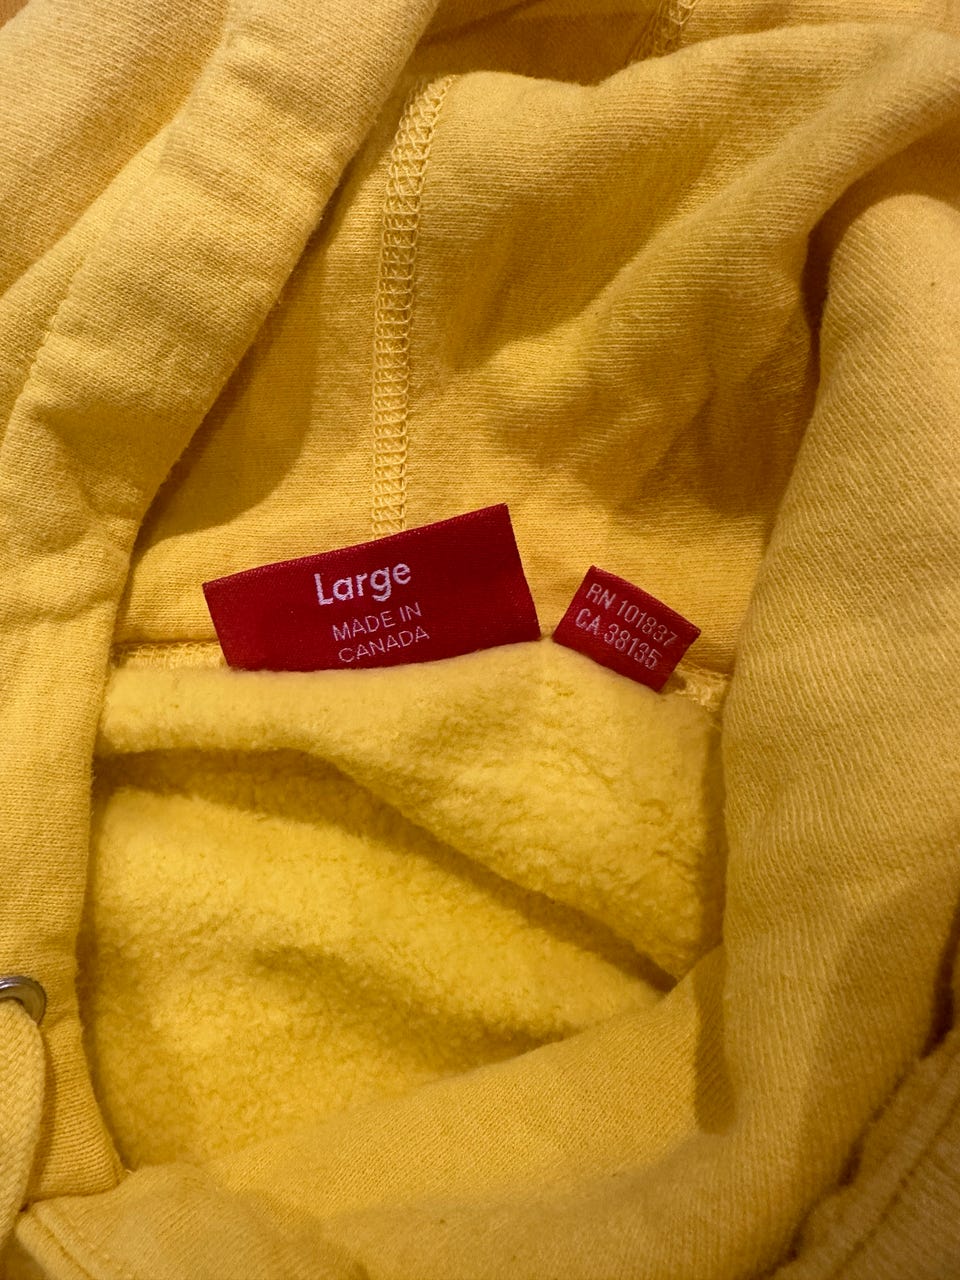 Large
MADE IN
CANADA
RN 101837
CA 38135